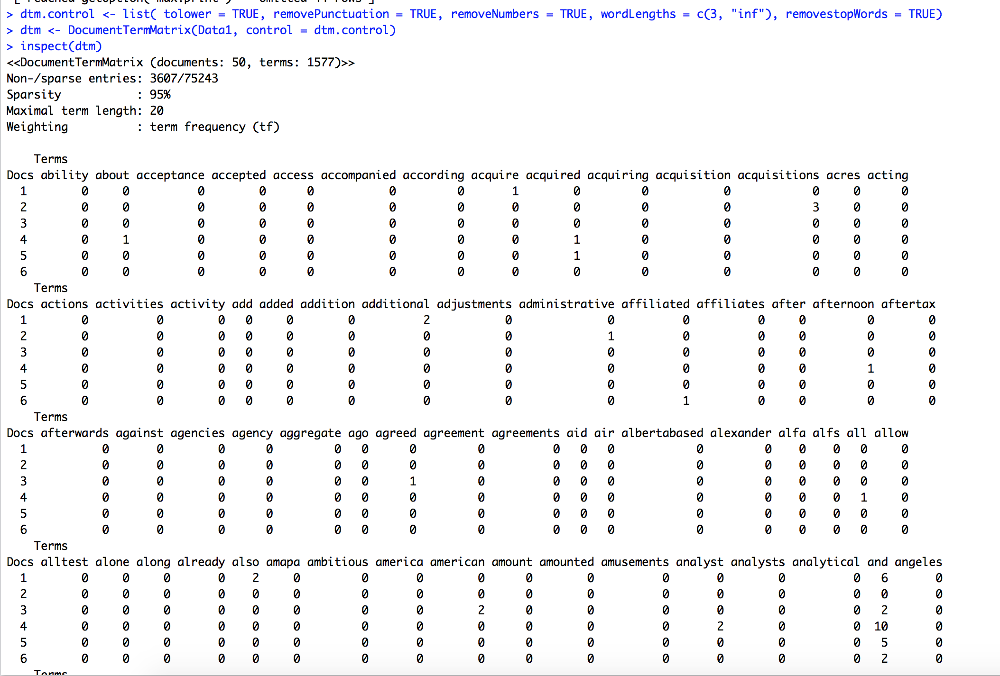 [ reached getOption("max.print") -- omitted 44 rows ]
> dtm.control <- list( tolower = TRUE, removePunctuation = TRUE, removeNumbers = TRUE, wordLengths = c(3, "inf"), removestopWords = TRUE)
> dtm <- DocumentTermMatrix(Data1, control = dtm.control)
> inspect(dtm)
<<DocumentTermMatrix (documents: 50, terms: 1577)>>
Non-/sparse entries: 3607/75243
Sparsity           : 95%
Maximal term length: 20
Weighting          : term frequency (tf)
Terms
Docs ability about acceptance accepted access accompanied according acquire acquired acquiring acquisition acquisitions acres acting
1 0 0 0 0 0 0 0 1 0 0 0 0 0 0
2 0 0 0 0 0 0 0 0 0 0 0 3 0 0
3 0 0 0 0 0 0 0 0 0 0 0 0 0 0
4 0 1 0 0 0 0 0 0 1 0 0 0 0 0
5 0 0 0 0 0 0 0 0 1 0 0 0 0 0
6 0 0 0 0 0 0 0 0 0 0 0 0 0 0
Terms
Docs actions activities activity add added addition additional adjustments administrative affiliated affiliates after afternoon aftertax
1 0 0 0 0 0 0 2 0 0 0 0 0 0 0
2 0 0 0 0 0 0 0 0 1 0 0 0 0 0
3 0 0 0 0 0 0 0 0 0 0 0 0 0 0
4 0 0 0 0 0 0 0 0 0 0 0 0 1 0
5 0 0 0 0 0 0 0 0 0 0 0 0 0 0
6 0 0 0 0 0 0 0 0 0 1 0 0 0 0
Terms
Docs afterwards against agencies agency aggregate ago agreed agreement agreements aid air albertabased alexander alfa alfs all allow
1 0 0 0 0 0 0 0 0 0 0 0 0 0 0 0 0 0
2 0 0 0 0 0 0 0 0 0 0 0 0 0 0 0 0 0
3 0 0 0 0 0 0 1 0 0 0 0 0 0 0 0 0 0
4 0 0 0 0 0 0 0 0 0 0 0 0 0 0 0 1 0
5 0 0 0 0 0 0 0 0 0 0 0 0 0 0 0 0 0
6 0 0 0 0 0 0 0 0 0 0 0 0 0 0 0 0 0
Terms
Docs alltest alone along already also amapa ambitious america american amount amounted amusements analyst analysts analytical and angeles
1 0 0 0 0 2 0 0 0 0 0 0 0 0 0 0 6 0
2 0 0 0 0 0 0 0 0 0 0 0 0 0 0 0 0 0
3 0 0 0 0 0 0 0 0 2 0 0 0 0 0 0 2 0
4 0 0 0 0 0 0 0 0 0 0 0 0 2 0 0 10 0
5 0 0 0 0 0 0 0 0 0 0 0 0 0 0 0 5 0
6 0 0 0 0 0 0 0 0 0 0 0 0 0 0 0 2 0
Terms